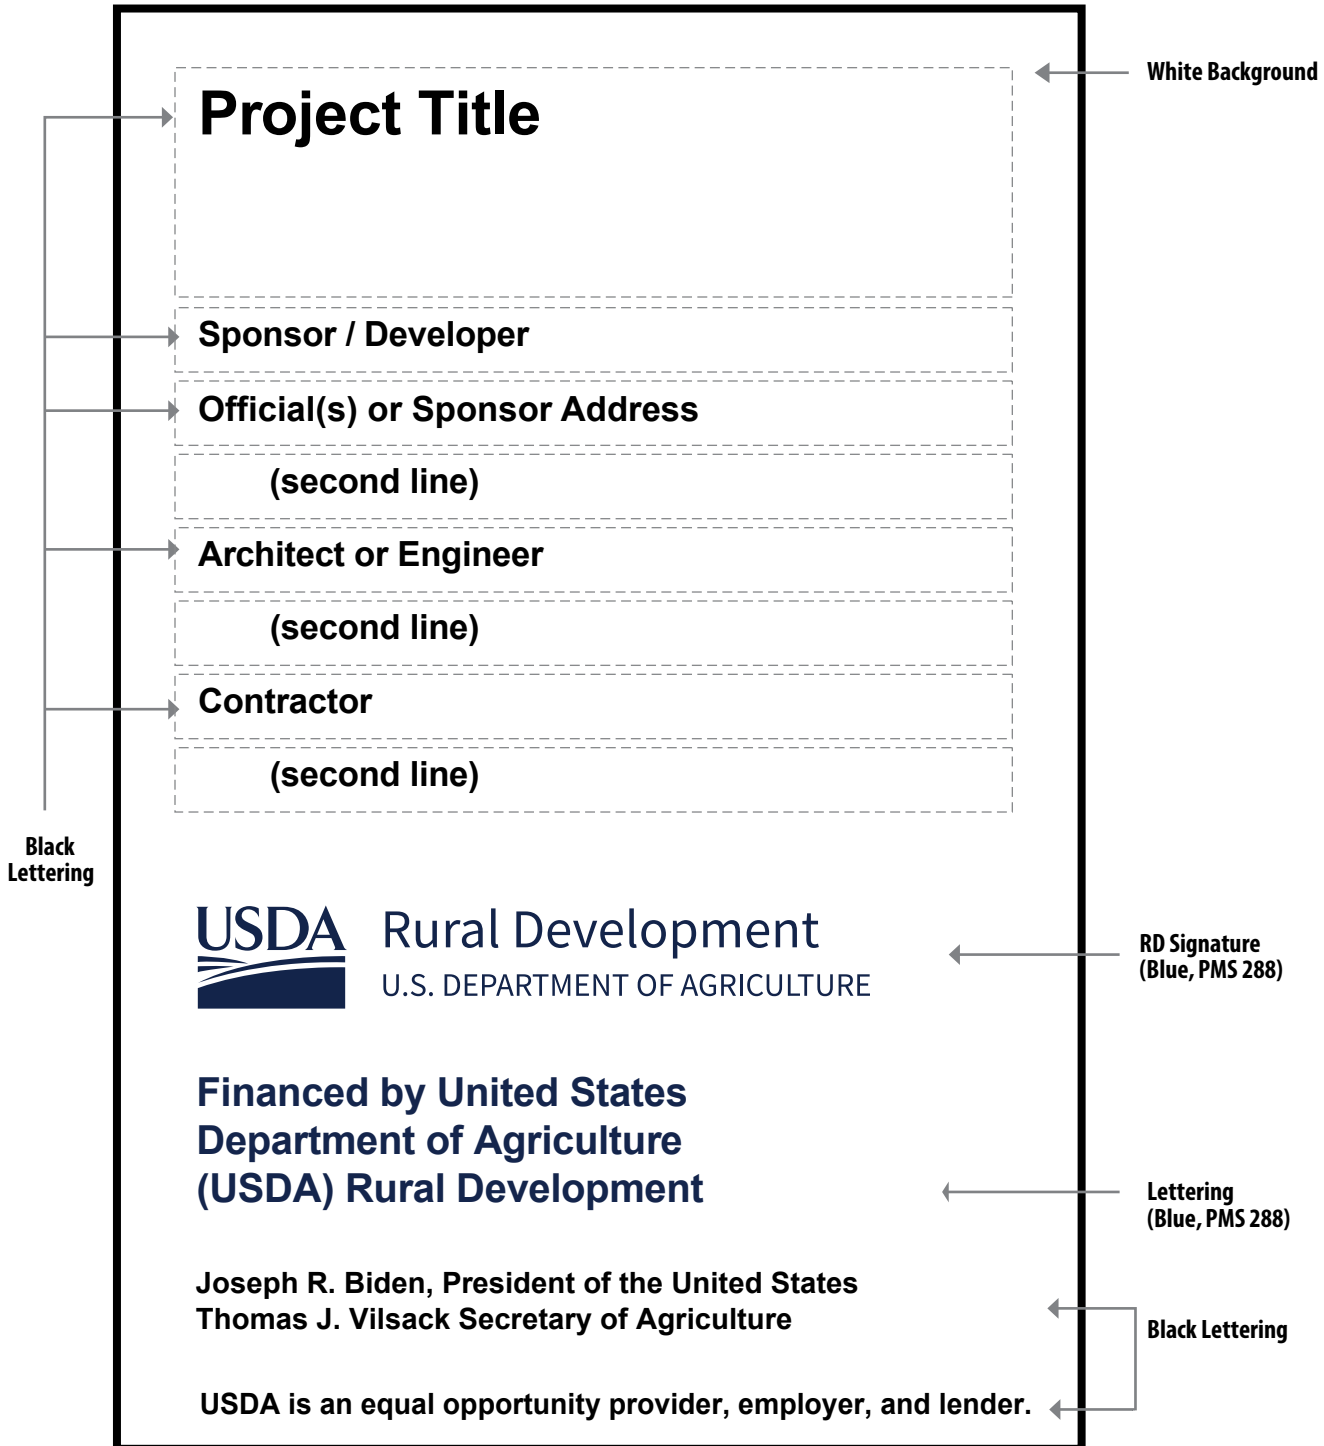 White Background
Project Title
Sponsor / Developer
Official(s) or Sponsor Address
(second line)
Architect or Engineer
(second line)
Contractor
(second line)
Black
Lettering
USDA
Rural Development
U.S. DEPARTMENT OF AGRICULTURE
RD Signature
(Blue, PMS 288)
Financed by United States
Department of Agriculture
(USDA) Rural Development
Lettering
(Blue, PMS 288)
Joseph R. Biden, President of the United States
Thomas J. Vilsack Secretary of Agriculture
Black Lettering
USDA is an equal opportunity provider, employer, and lender.